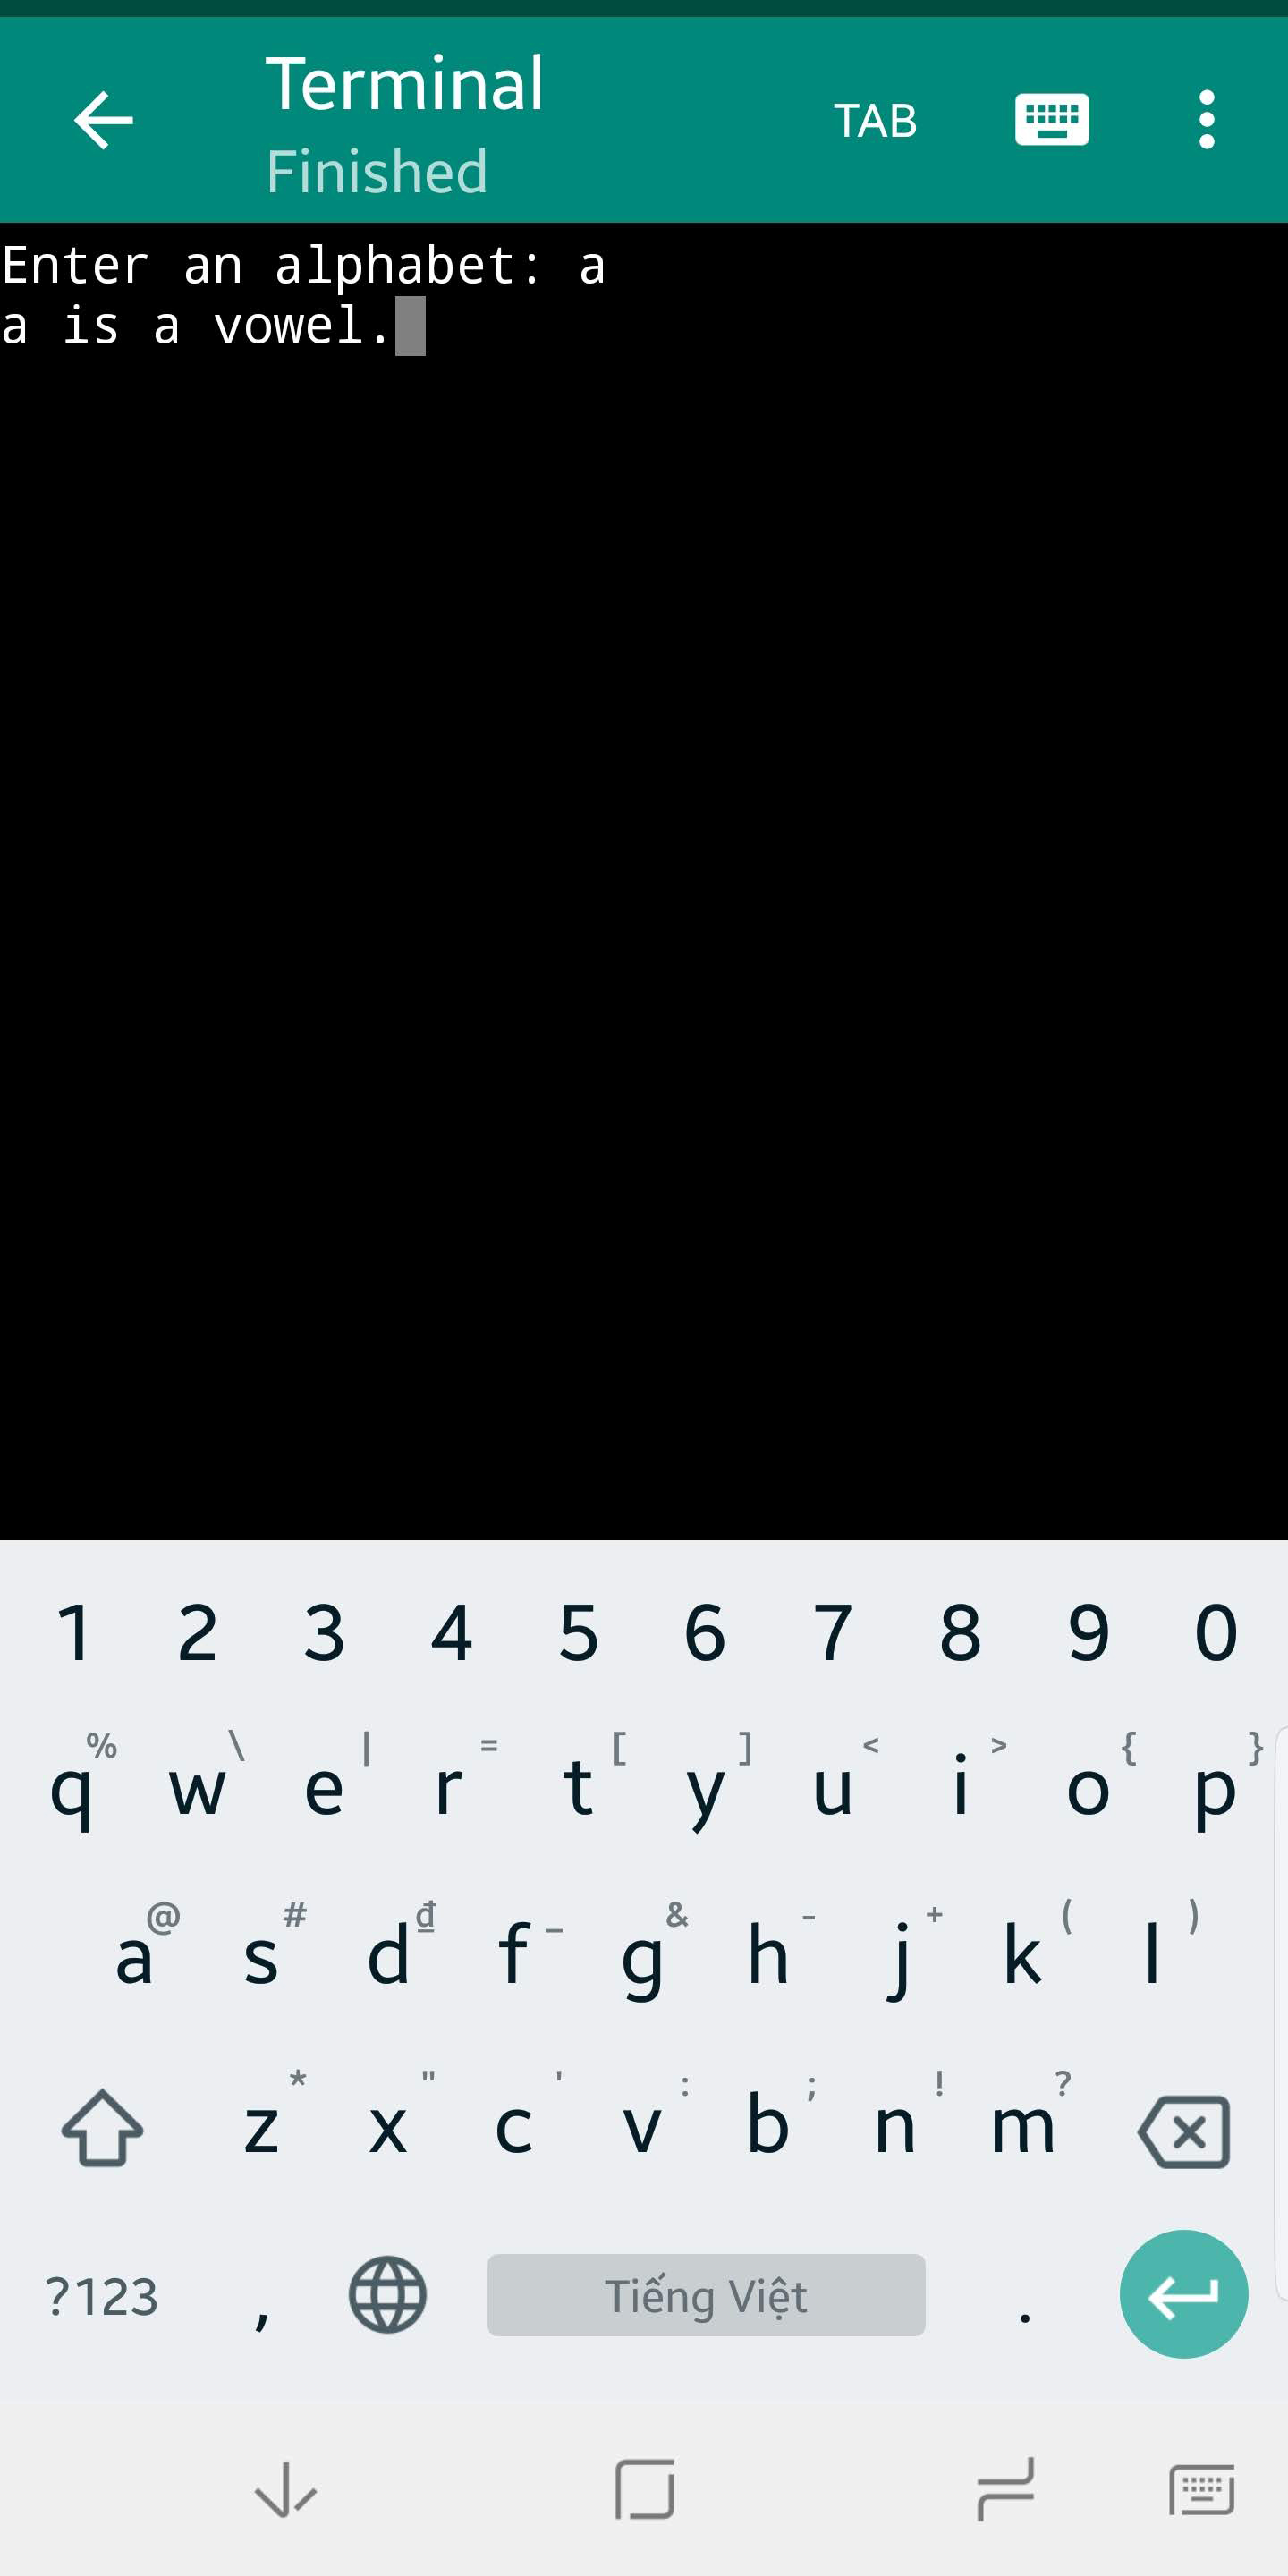 Terminal
Finished
TAB
Enter an alphabet: a
a is a vowel.
1 2 3 4 5 6 7 8 9 0
% \ | = [ ] < > { }
q w e r t y u i o p
@ # ₫ _ & - + ( )
a s d f g h j k l
* " ' : ; ! ?
z x c v b n m
?123 , Tiếng Việt .